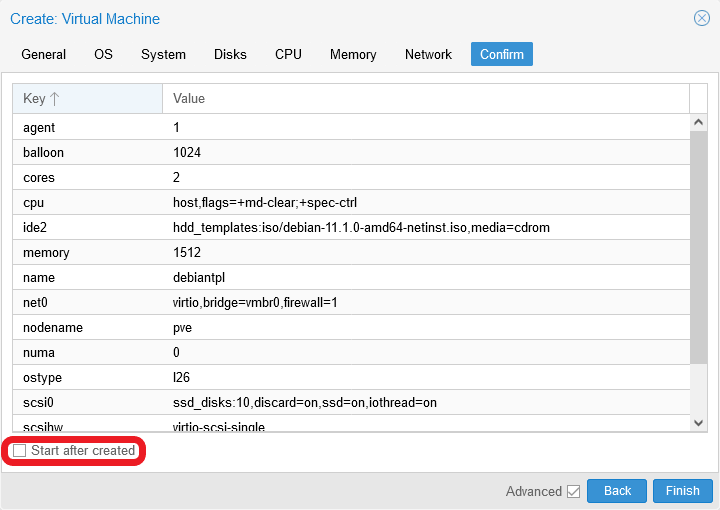 Create: Virtual Machine
General OS System Disks CPU Memory Network Confirm
Key Value
agent 1
balloon 1024
cores 2
cpu host,flags=+md-clear;+spec-ctrl
ide2 hdd_templates:iso/debian-11.1.0-amd64-netinst.iso,media=cdrom
memory 1512
name debiantpl
net0 virtio,bridge=vmbr0,firewall=1
nodename pve
numa 0
ostype l26
scsi0 ssd_disks:10,discard=on,ssd=on,iothread=on
scsihw virtio-scsi-single
Start after created
Advanced Back Finish